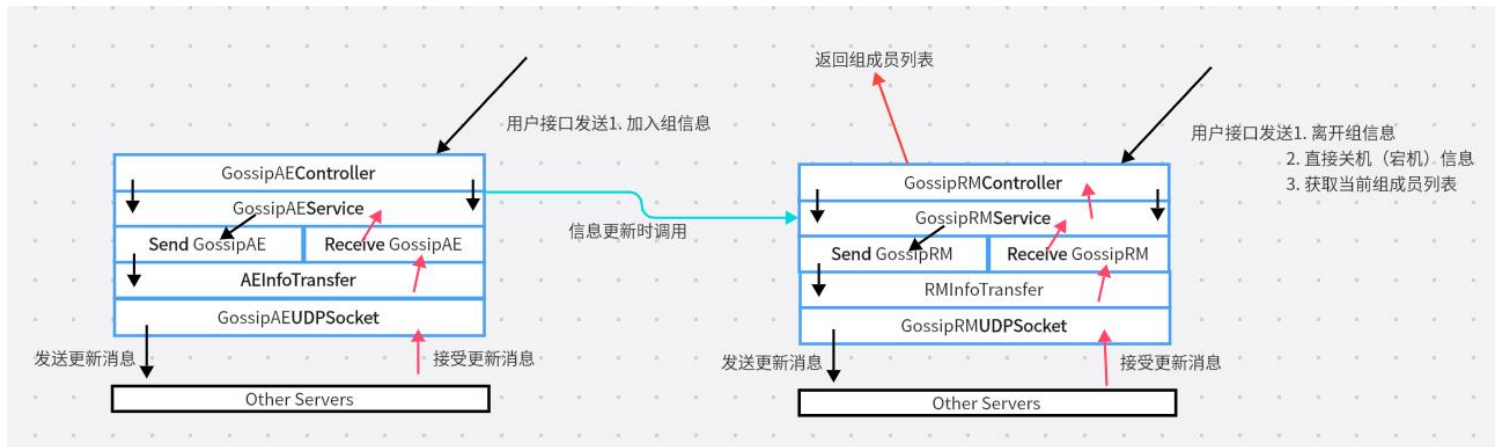 返回组成员列表
用户接口发送1. 加入组信息
用户接口发送1. 离开组信息
2. 直接关机（宕机）信息
3. 获取当前组成员列表
GossipAEController
GossipAEService
Send GossipAE
Receive GossipAE
AEInfoTransfer
GossipAEUDPSocket
发送更新消息
接受更新消息
Other Servers
信息更新时调用
GossipRMController
GossipRMService
Send GossipRM
Receive GossipRM
RMInfoTransfer
GossipRMUDPSocket
发送更新消息
接受更新消息
Other Servers